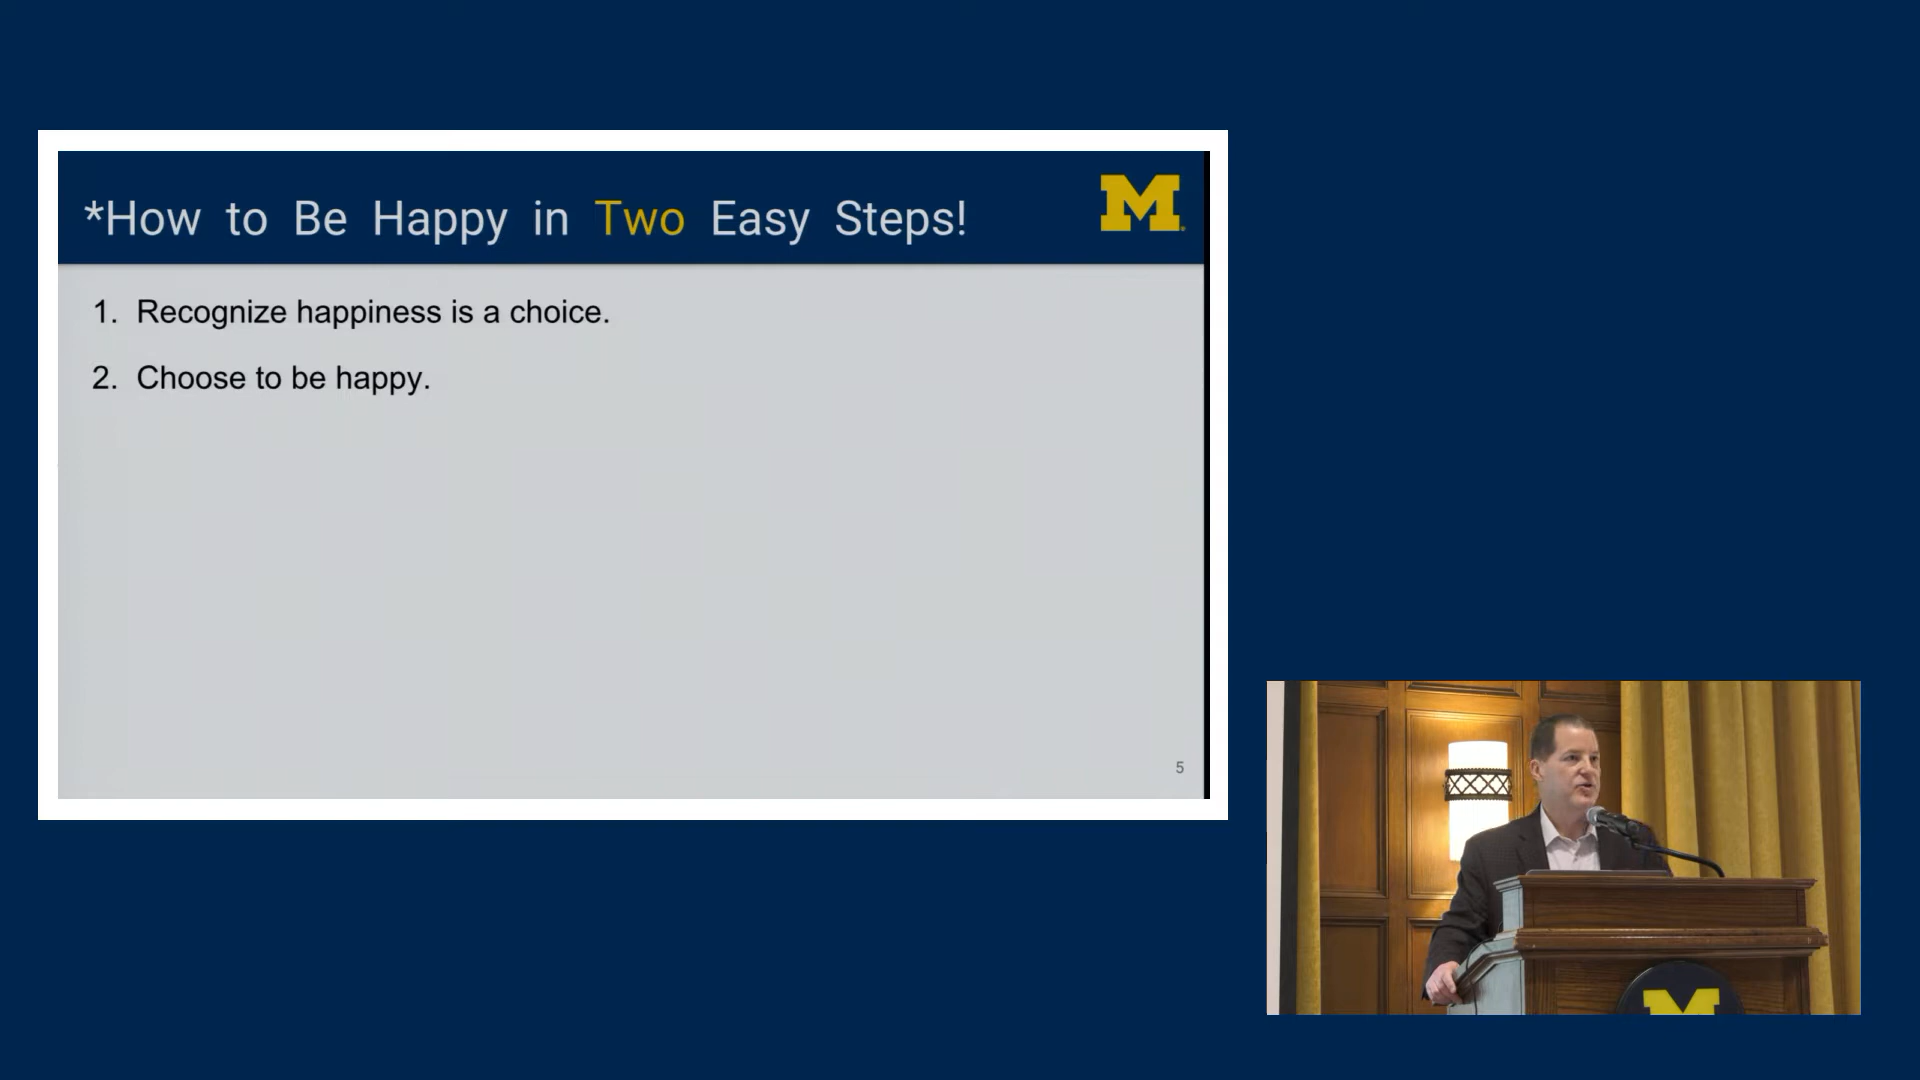 *How to Be Happy in Two Easy Steps!
M
1. Recognize happiness is a choice.
2. Choose to be happy.
5
M